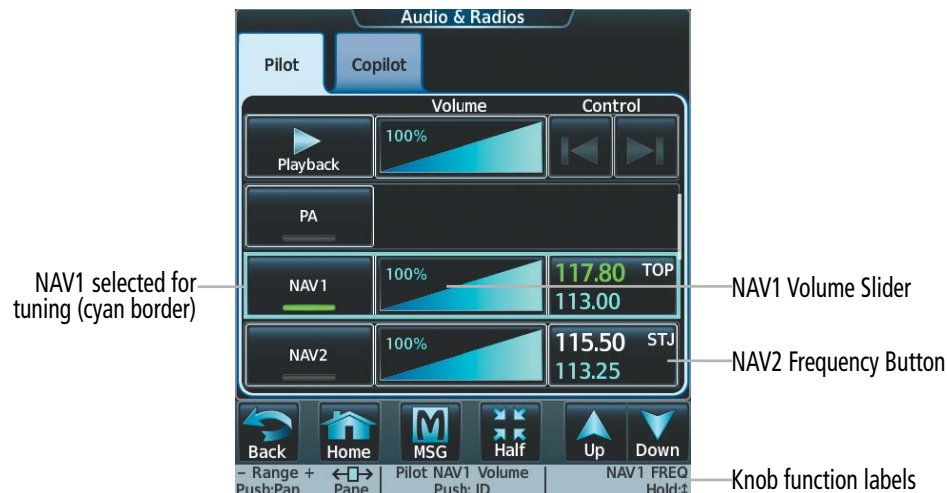 Audio & Radios
Pilot
Copilot
Volume
Control
Playback
100%
PA
NAV1 selected for
tuning (cyan border)
NAV1
100%
117.80 TOP
113.00
NAV1 Volume Slider
NAV2
100%
115.50 STJ
113.25
NAV2 Frequency Button
Back
Home
MSG
Half
Up
Down
– Range +
Push:Pan
Pane
Pilot NAV1 Volume
Push: ID
NAV1 FREQ
Hold:↕
Knob function labels